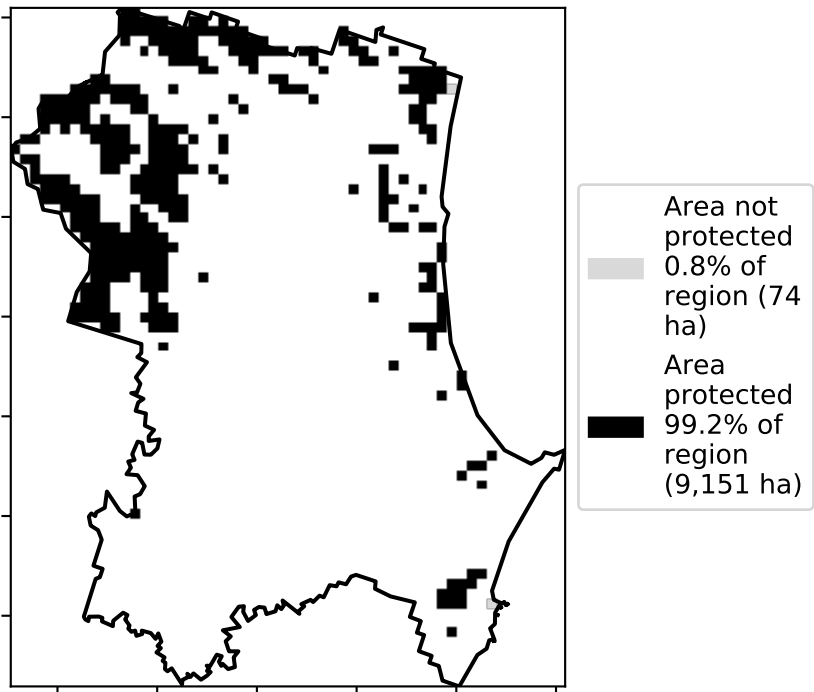 Area not
protected
0.8% of
region (74
ha)
Area
protected
99.2% of
region
(9,151 ha)